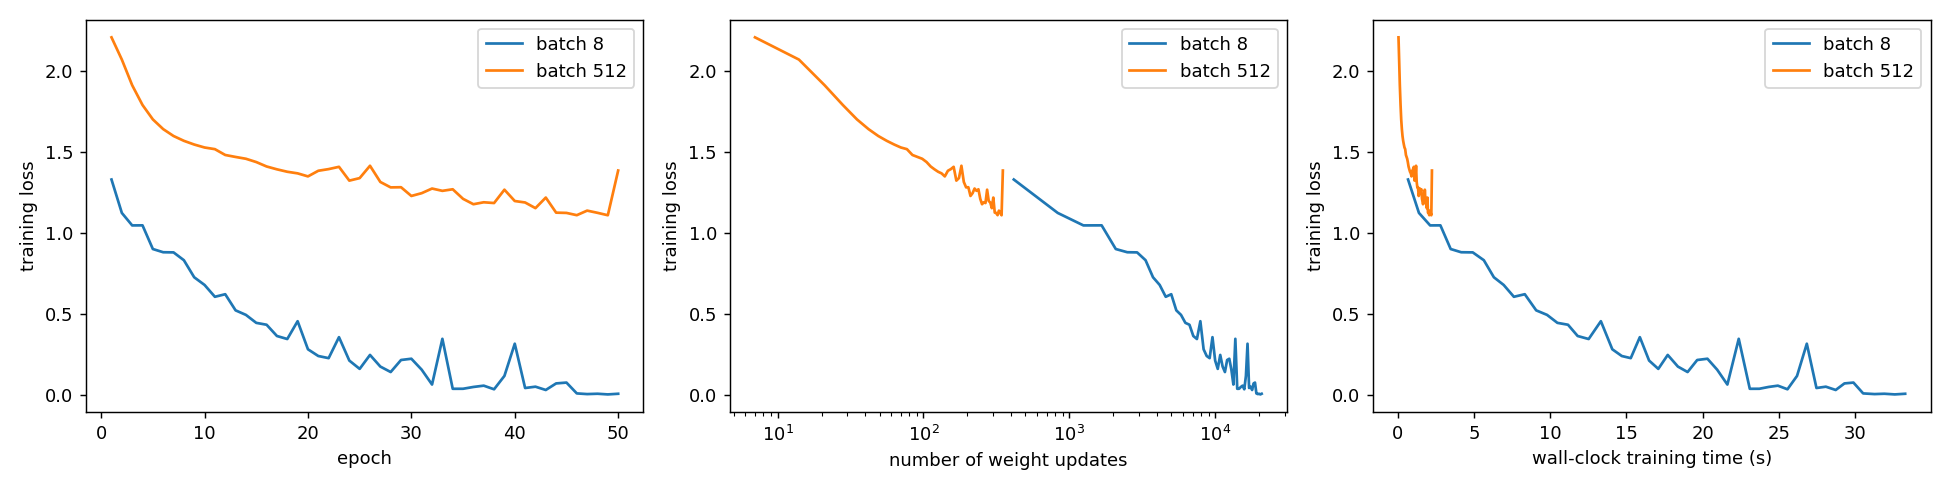 training loss
2.0
1.5
1.0
0.5
0.0
0 10 20 30 40 50
epoch
batch 8
batch 512
training loss
2.0
1.5
1.0
0.5
0.0
10¹ 10² 10³ 10⁴
number of weight updates
batch 8
batch 512
training loss
2.0
1.5
1.0
0.5
0.0
0 5 10 15 20 25 30
wall-clock training time (s)
batch 8
batch 512